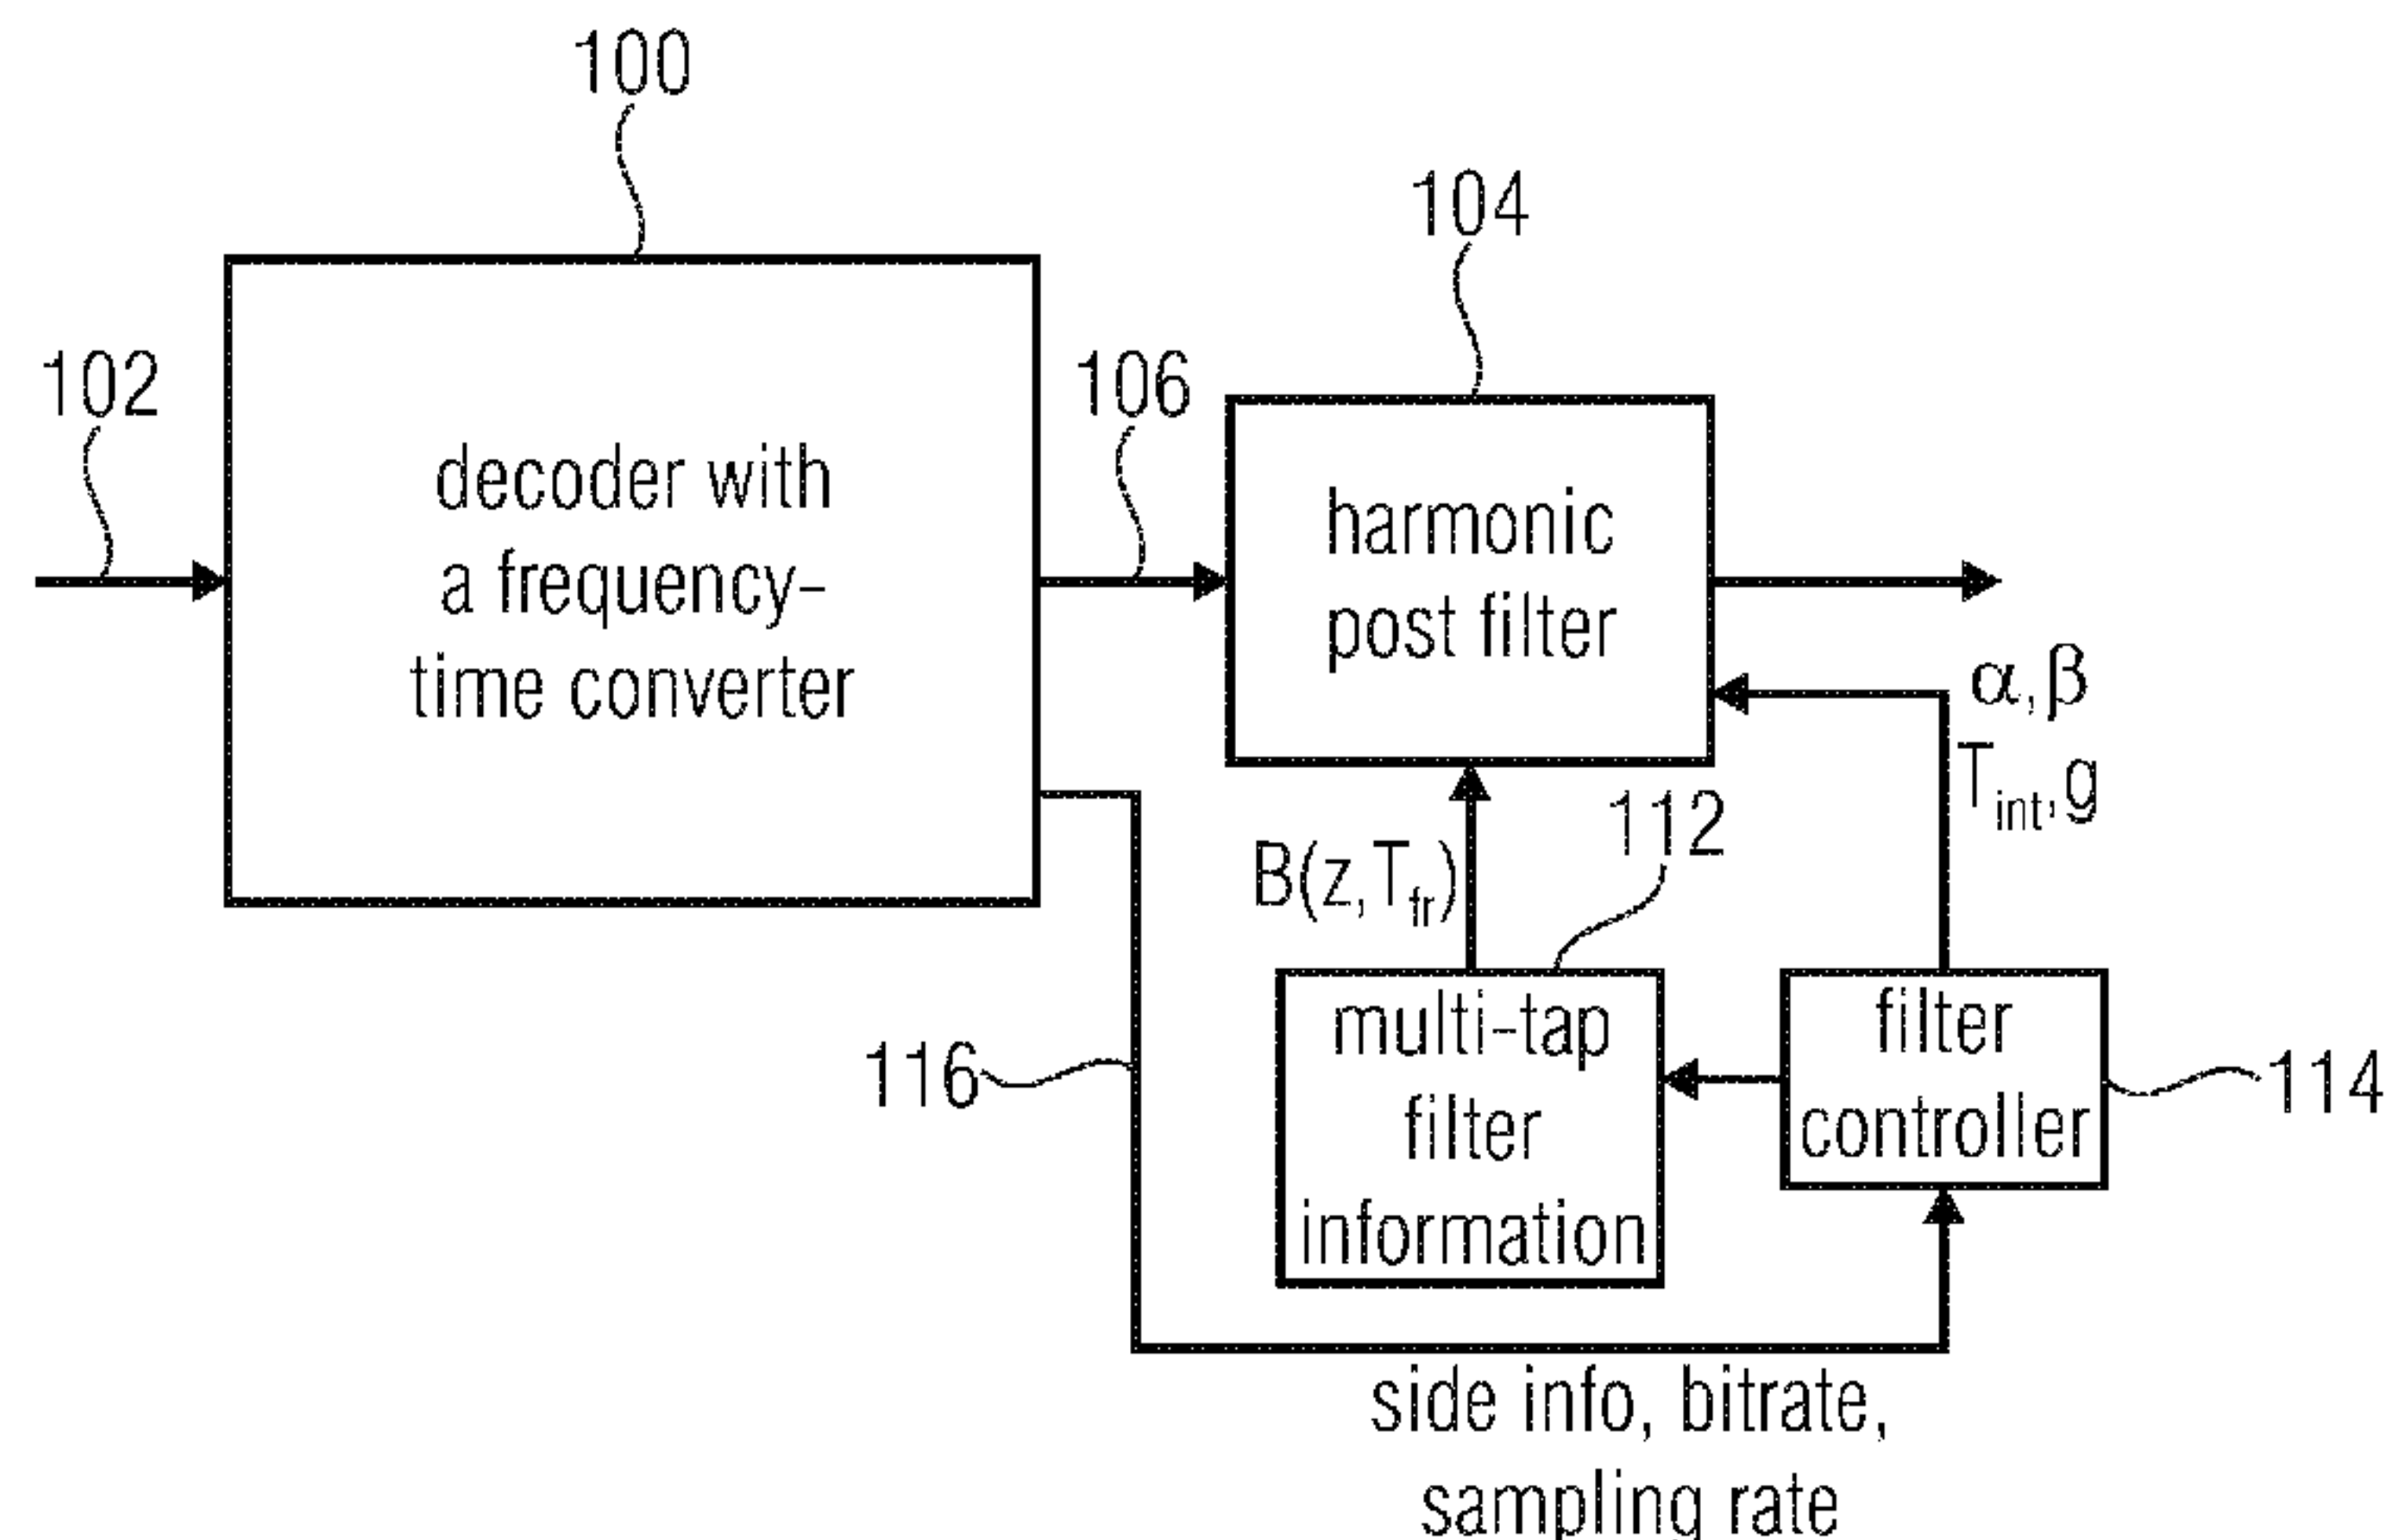 100
104
102
106
decoder with
a frequency-
time converter
harmonic
post filter
α, β
T_int, g
B(z, T_fr)
112
multi-tap
filter
information
filter
controller
116
114
side info, bitrate,
sampling rate